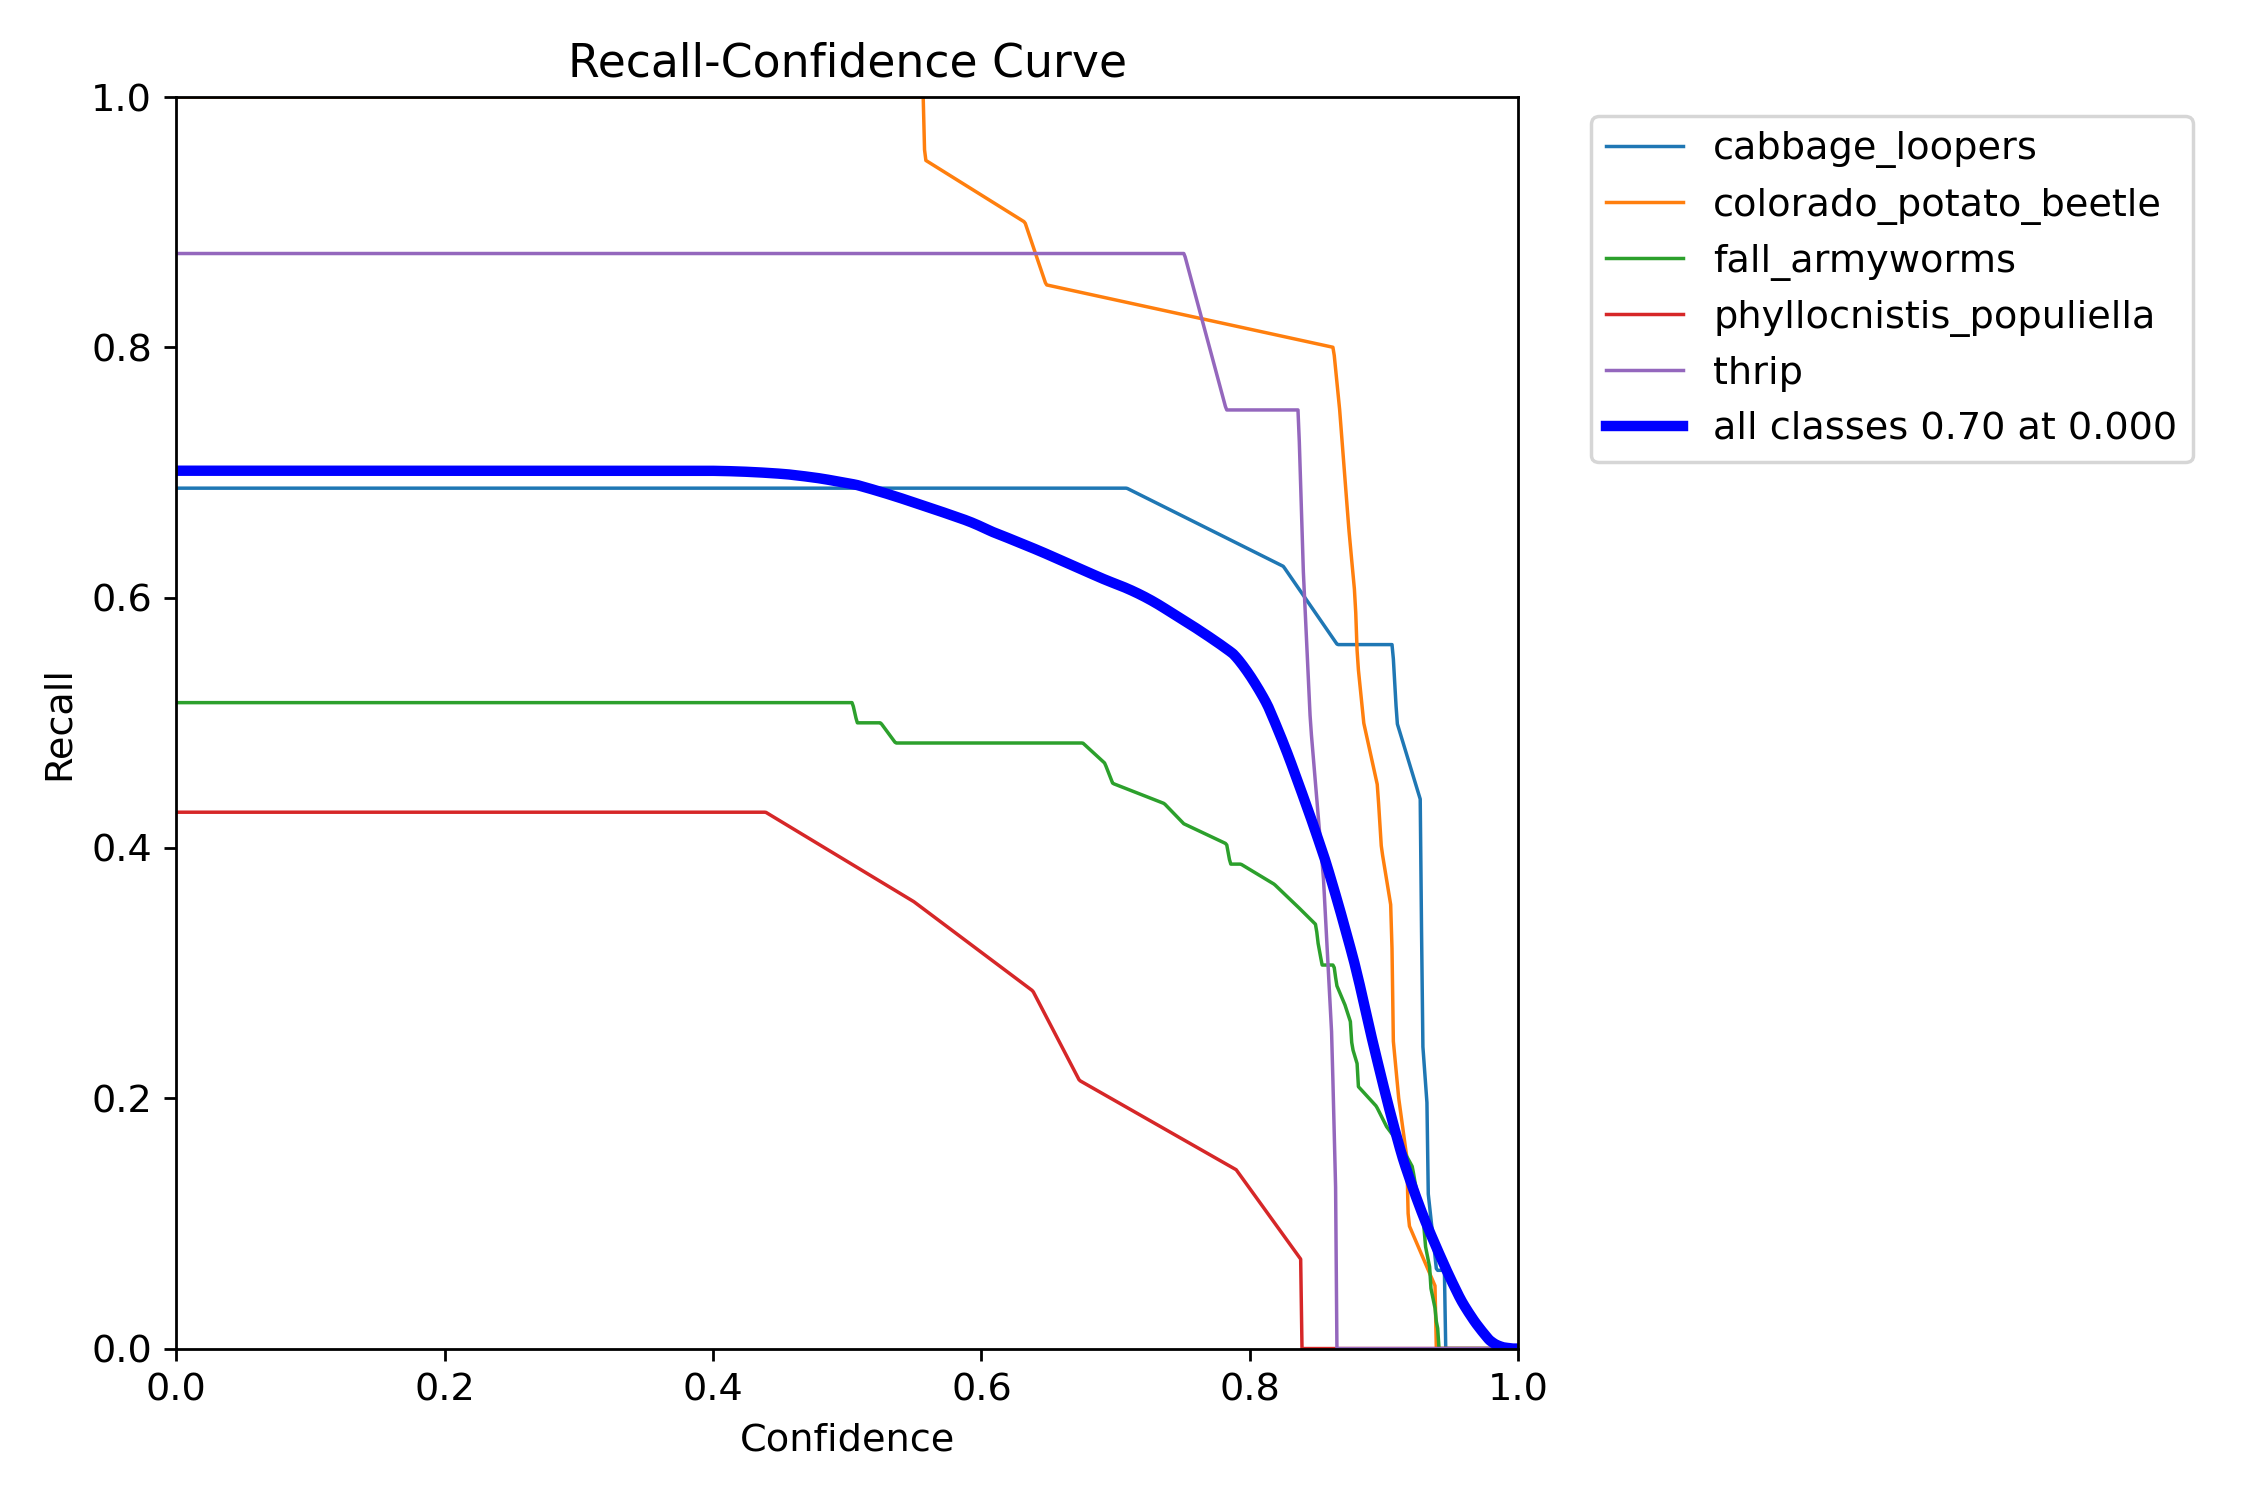 Recall-Confidence Curve
1.0
0.8
0.6
0.4
0.2
0.0
Recall
0.0 0.2 0.4 0.6 0.8 1.0
Confidence
cabbage_loopers
colorado_potato_beetle
fall_armyworms
phyllocnistis_populiella
thrip
all classes 0.70 at 0.000